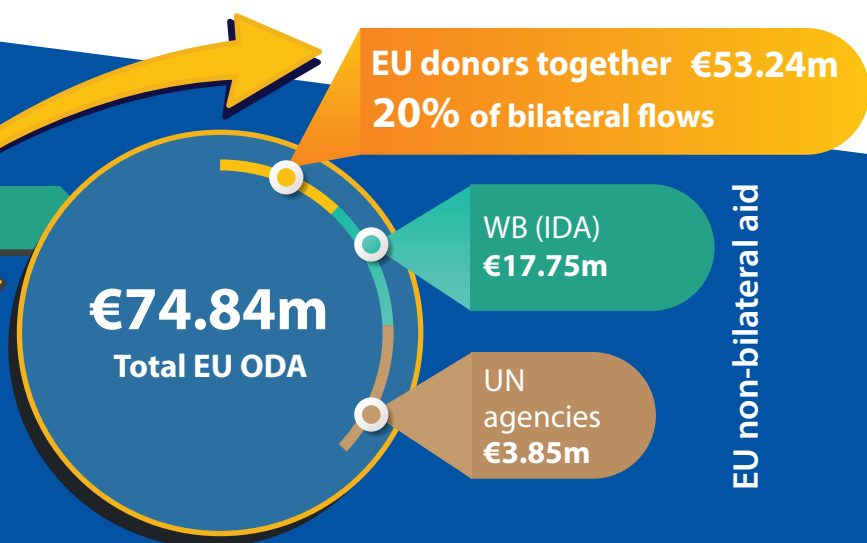 EU donors together €53.24m
20% of bilateral flows
WB (IDA)
€17.75m
€74.84m
Total EU ODA
UN
agencies
€3.85m
EU non-bilateral aid